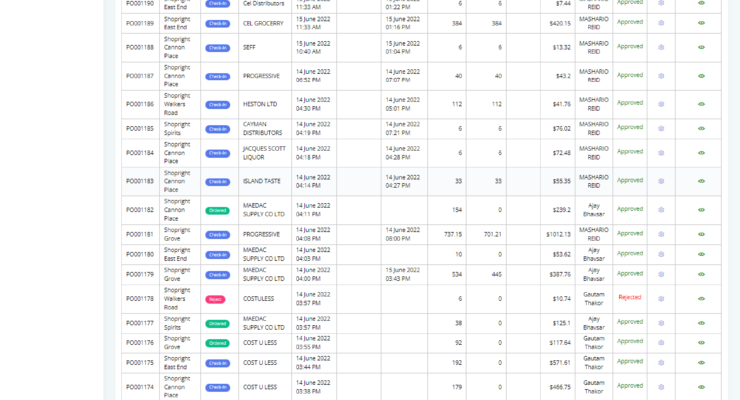 PO001190 Shopright East End Check-In Cel Distributors 11:33 AM 01:22 PM 6 6 $7.44 MASHARIO REID Approved
PO001189 Shopright East End Check-In CEL GROCERRY 15 June 2022 11:33 AM 15 June 2022 01:16 PM 384 384 $420.15 MASHARIO REID Approved
PO001188 Shopright Cannon Place Check-In SEFF 15 June 2022 10:40 AM 15 June 2022 01:04 PM 6 6 $13.32 MASHARIO REID Approved
PO001187 Shopright Cannon Place Check-In PROGRESSIVE 14 June 2022 06:52 PM 14 June 2022 07:07 PM 40 40 $43.2 MASHARIO REID Approved
PO001186 Shopright Walkers Road Check-In HESTON LTD 14 June 2022 04:30 PM 14 June 2022 05:01 PM 112 112 $41.76 MASHARIO REID Approved
PO001185 Shopright Spirits Check-In CAYMAN DISTRIBUTORS 14 June 2022 04:19 PM 14 June 2022 07:21 PM 6 6 $76.02 MASHARIO REID Approved
PO001184 Shopright Cannon Place Check-In JACQUES SCOTT LIQUOR 14 June 2022 04:18 PM 14 June 2022 04:28 PM 6 6 $72.48 MASHARIO REID Approved
PO001183 Shopright Cannon Place Check-In ISLAND TASTE 14 June 2022 04:14 PM 14 June 2022 04:27 PM 33 33 $55.35 MASHARIO REID Approved
PO001182 Shopright Cannon Place Ordered MAEDAC SUPPLY CO LTD 14 June 2022 04:11 PM 154 0 $239.2 Ajay Bhavsar Approved
PO001181 Shopright Grove Check-In PROGRESSIVE 14 June 2022 04:08 PM 14 June 2022 08:00 PM 737.15 701.21 $1012.13 MASHARIO REID Approved
PO001180 Shopright East End Check-In MAEDAC SUPPLY CO LTD 14 June 2022 04:03 PM 10 0 $53.62 Ajay Bhavsar Approved
PO001179 Shopright Grove Check-In MAEDAC SUPPLY CO LTD 14 June 2022 04:00 PM 15 June 2022 03:43 PM 534 445 $387.76 Ajay Bhavsar Approved
PO001178 Shopright Walkers Road Reject COSTULESS 14 June 2022 03:57 PM 6 0 $10.74 Gautam Thakor Rejected
PO001177 Shopright Spirits Ordered MAEDAC SUPPLY CO LTD 14 June 2022 03:57 PM 38 0 $125.1 Ajay Bhavsar Approved
PO001176 Shopright Grove Ordered COST U LESS 14 June 2022 03:55 PM 92 0 $117.64 Gautam Thakor Approved
PO001175 Shopright East End Check-In COST U LESS 14 June 2022 03:44 PM 192 0 $571.61 Gautam Thakor Approved
PO001174 Shopright Cannon Place Check-In COST U LESS 14 June 2022 03:38 PM 179 0 $466.75 Gautam Thakor Approved